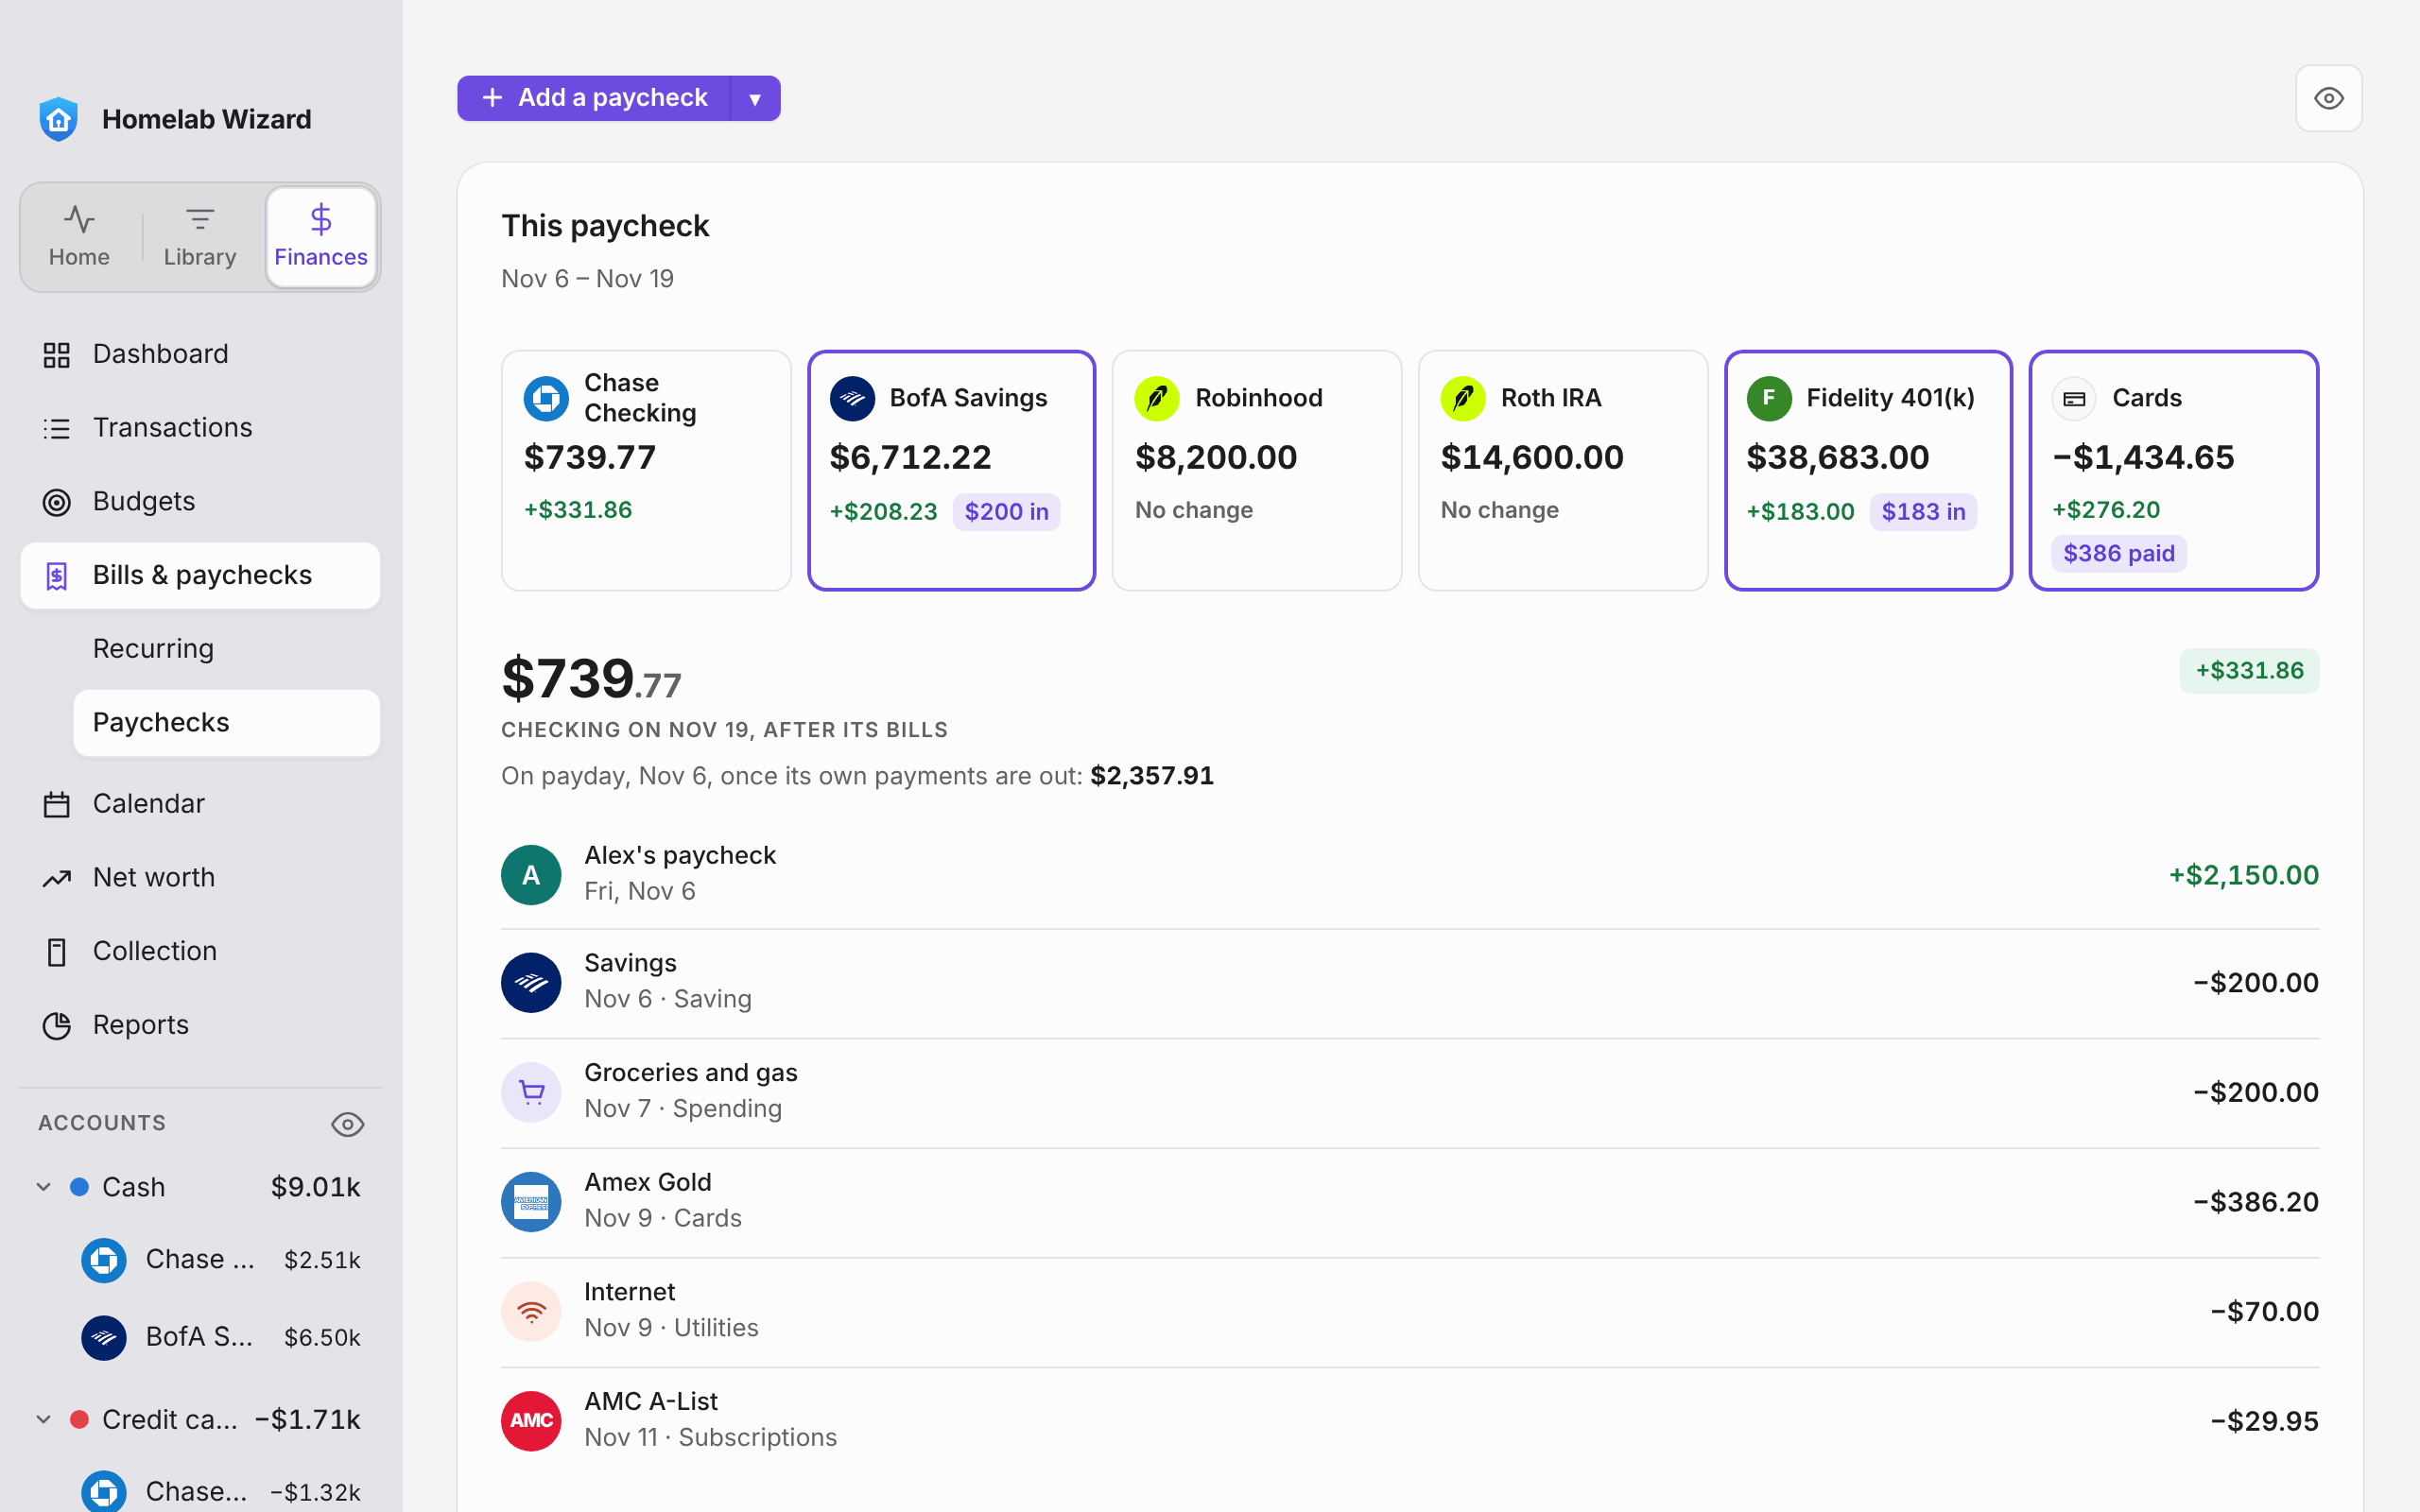 Homelab Wizard
Home
Library
Finances
Dashboard
Transactions
Budgets
Bills & paychecks
Recurring
Paychecks
Calendar
Net worth
Collection
Reports
ACCOUNTS
Cash $9.01k
Chase ... $2.51k
BofA S... $6.50k
Credit ca... −$1.71k
Chase... −$1.32k
+ Add a paycheck ▼
This paycheck
Nov 6 – Nov 19
Chase
Checking
$739.77
+$331.86
BofA Savings
$6,712.22
+$208.23 $200 in
Robinhood
$8,200.00
No change
Roth IRA
$14,600.00
No change
F Fidelity 401(k)
$38,683.00
+$183.00 $183 in
Cards
−$1,434.65
+$276.20
$386 paid
$739.77
+$331.86
CHECKING ON NOV 19, AFTER ITS BILLS
On payday, Nov 6, once its own payments are out: $2,357.91
A
Alex's paycheck
Fri, Nov 6
+$2,150.00
Savings
Nov 6 · Saving
−$200.00
Groceries and gas
Nov 7 · Spending
−$200.00
AMERICAN
EXPRESS
Amex Gold
Nov 9 · Cards
−$386.20
Internet
Nov 9 · Utilities
−$70.00
AMC
AMC A-List
Nov 11 · Subscriptions
−$29.95